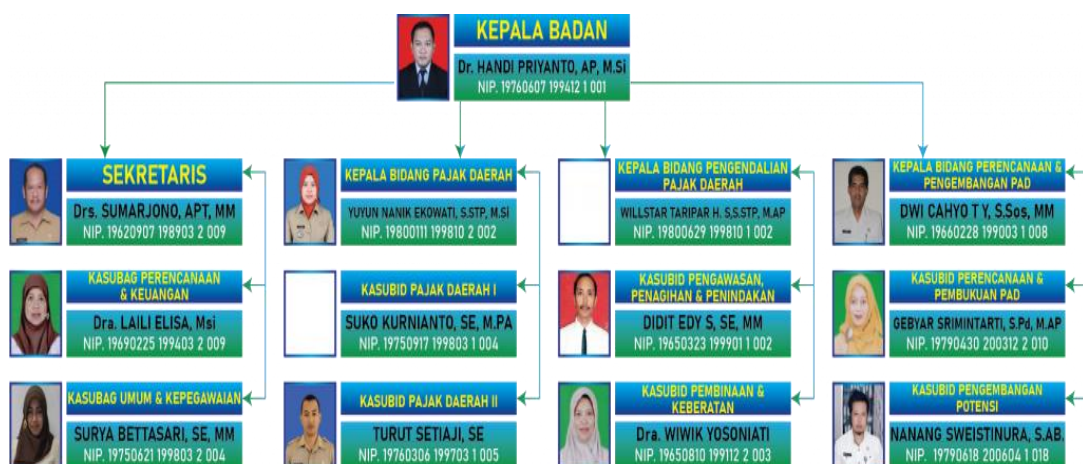 KEPALA BADAN
Dr. HANDI PRIYANTO, AP, M.Si
NIP. 19760607 199412 1 001
SEKRETARIS
Drs. SUMARJONO, APT, MM
NIP. 19620907 198903 2 009
KEPALA BIDANG PAJAK DAERAH
YUYUN NANIK EKOWATI, S.STP, M.Si
NIP. 19800111 199810 2 002
KEPALA BIDANG PENGENDALIAN
PAJAK DAERAH
WILLSTAR TARIPAR H. S,S.STP, M.AP
NIP. 19800629 199810 1 002
KEPALA BIDANG PERENCANAAN &
PENGEMBANGAN PAD
DWI CAHYO T Y, S.Sos, MM
NIP. 19660228 199003 1 008
KASUBAG PERENCANAAN
& KEUANGAN
Dra. LAILI ELISA, Msi
NIP. 19690225 199403 2 009
KASUBID PAJAK DAERAH I
SUKO KURNIANTO, SE, M.PA
NIP. 19750917 199803 1 004
KASUBID PENGAWASAN,
PENAGIHAN & PENINDAKAN
DIDIT EDY S, SE, MM
NIP. 19650323 199901 1 002
KASUBID PERENCANAAN &
PEMBUKUAN PAD
GEBYAR SRIMINTARTI, S.Pd, M.AP
NIP. 19790430 200312 2 010
KASUBAG UMUM & KEPEGAWAIAN
SURYA BETTASARI, SE, MM
NIP. 19750621 199803 2 004
KASUBID PAJAK DAERAH II
TURUT SETIAJI, SE
NIP. 19760306 199703 1 005
KASUBID PEMBINAAN &
KEBERATAN
Dra. WIWIK YOSONIATI
NIP. 19650810 199112 2 003
KASUBID PENGEMBANGAN
POTENSI
NANANG SWEISTINURA, S.AB.
NIP. 19790618 200604 1 018